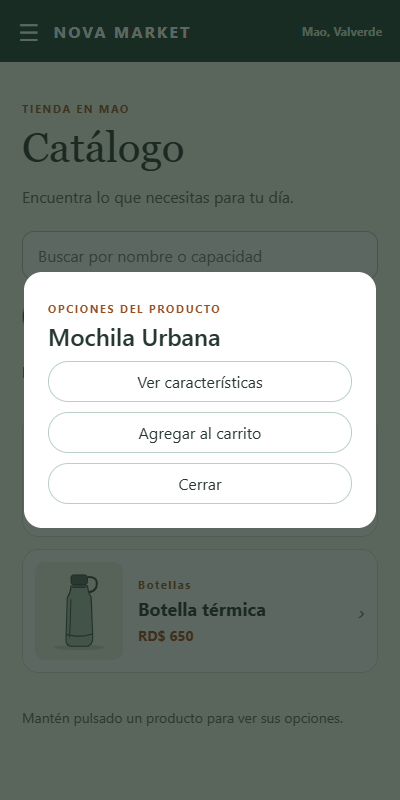 NOVA MARKET
Mao, Valverde
TIENDA EN MAO
Catálogo
Encuentra lo que necesitas para tu día.
Buscar por nombre o capacidad
OPCIONES DEL PRODUCTO
Mochila Urbana
Ver características
Agregar al carrito
Cerrar
Botellas
Botella térmica
RD$ 650
›
Mantén pulsado un producto para ver sus opciones.